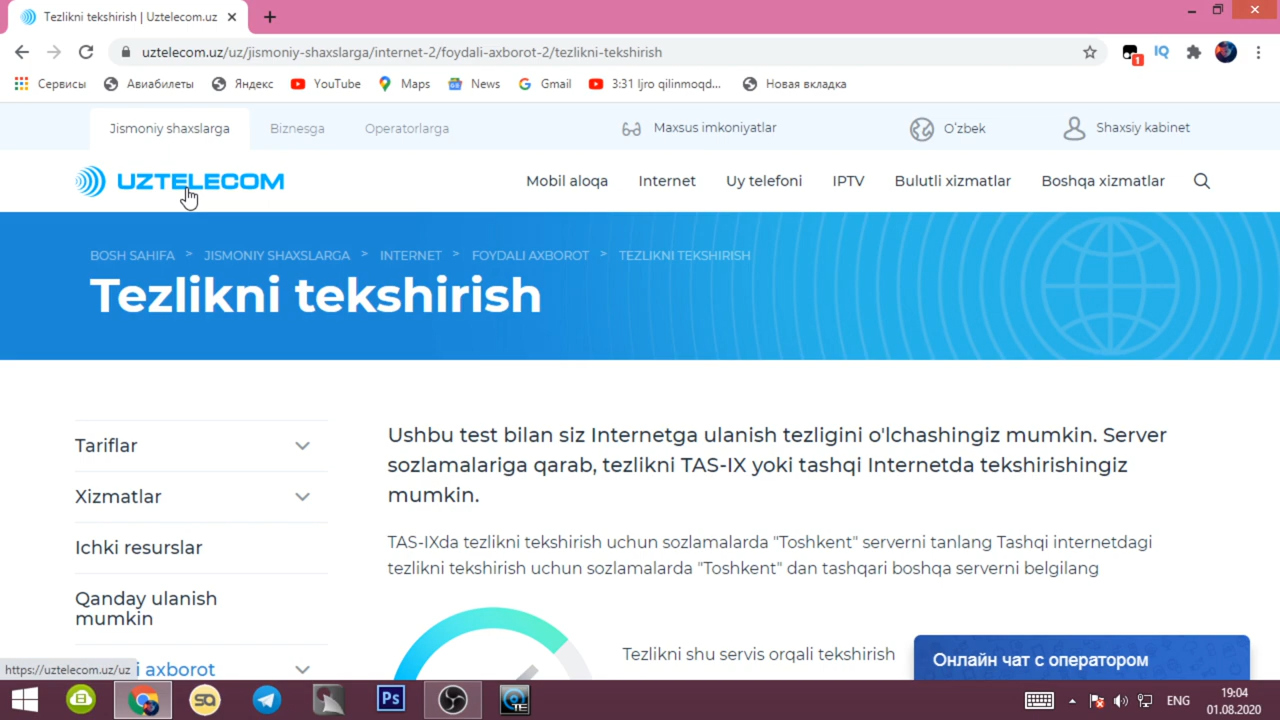 Tezlikni tekshirish | Uztelecom.uz
uztelecom.uz/uz/jismoniy-shaxslarga/internet-2/foydali-axborot-2/tezlikni-tekshirish
1
IQ
Сервисы
Авиабилеты
Яндекс
YouTube
Maps
News
Gmail
3:31 Ijro qilinmoqd...
Новая вкладка
Jismoniy shaxslarga
Biznesga
Operatorlarga
Maxsus imkoniyatlar
O'zbek
Shaxsiy kabinet
UZTELECOM
Mobil aloqa
Internet
Uy telefoni
IPTV
Bulutli xizmatlar
Boshqa xizmatlar
BOSH SAHIFA > JISMONIY SHAXSLARGA > INTERNET > FOYDALI AXBOROT > TEZLIKNI TEKSHIRISH
Tezlikni tekshirish
Tariflar
Xizmatlar
Ichki resurslar
Qanday ulanish
mumkin
i axborot
Ushbu test bilan siz Internetga ulanish tezligini o'lchashingiz mumkin. Server
sozlamalariga qarab, tezlikni TAS-IX yoki tashqi Internetda tekshirishingiz
mumkin.
TAS-IXda tezlikni tekshirish uchun sozlamalarda "Toshkent" serverni tanlang Tashqi internetdagi
tezlikni tekshirish uchun sozlamalarda "Toshkent" dan tashqari boshqa serverni belgilang
Tezlikni shu servis orqali tekshirish
Онлайн чат с оператором
https://uztelecom.uz/uz
SQ
Ps
TE
ENG
19:04
01.08.2020